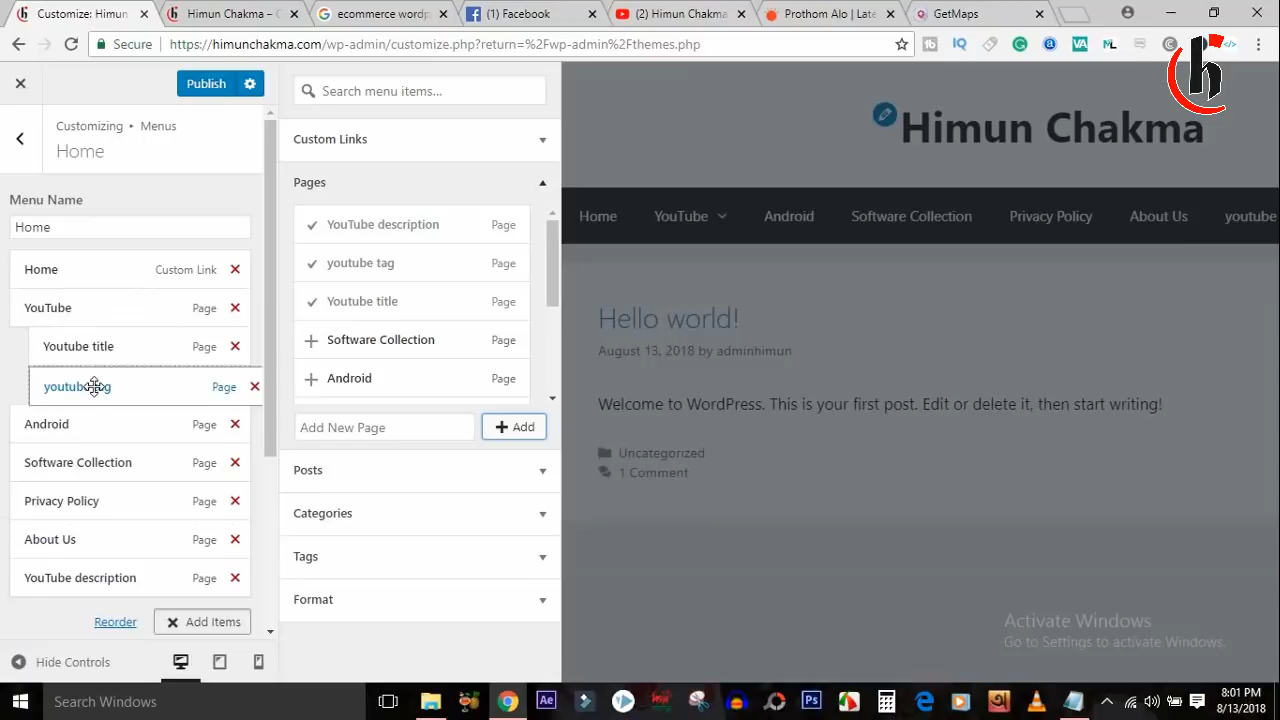 Customize: Himun C
Himun Chakma – C
ecommerce wordp
(1) Facebook
(2) Himun Chakma
Prothom Alo | Late
GetMaps
Secure
https://himunchakma.com/wp-admin/customize.php?return=%2Fwp-admin%2Fthemes.php
Publish
Customizing • Menus
Home
Menu Name
Home
Home Custom Link
YouTube Page
Youtube title Page
youtube tag Page
Android Page
Software Collection Page
Privacy Policy Page
About Us Page
YouTube description Page
Reorder
Add Items
Hide Controls
Search menu items...
Custom Links
Pages
YouTube description Page
youtube tag Page
Youtube title Page
Software Collection Page
Android Page
Add New Page
Add
Posts
Categories
Tags
Format
Himun Chakma
Home YouTube Android Software Collection Privacy Policy About Us youtube
Hello world!
August 13, 2018 by adminhimun
Welcome to WordPress. This is your first post. Edit or delete it, then start writing!
Uncategorized
1 Comment
Activate Windows
Go to Settings to activate Windows.
Search Windows
8:01 PM
8/13/2018